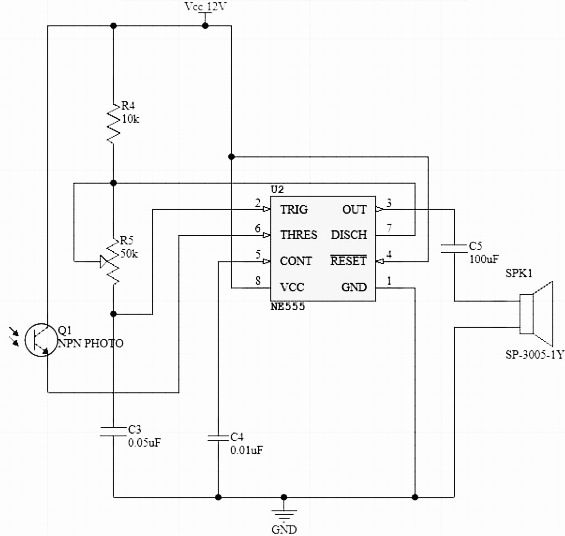 Vcc 12V
R4
10k
U2
2 TRIG OUT 3
6 THRES DISCH 7
5 CONT RESET 4
8 VCC GND 1
NE555
R5
50k
C5
100uF
SPK1
SP-3005-1Y
Q1
NPN PHOTO
C3
0.05uF
C4
0.01uF
GND